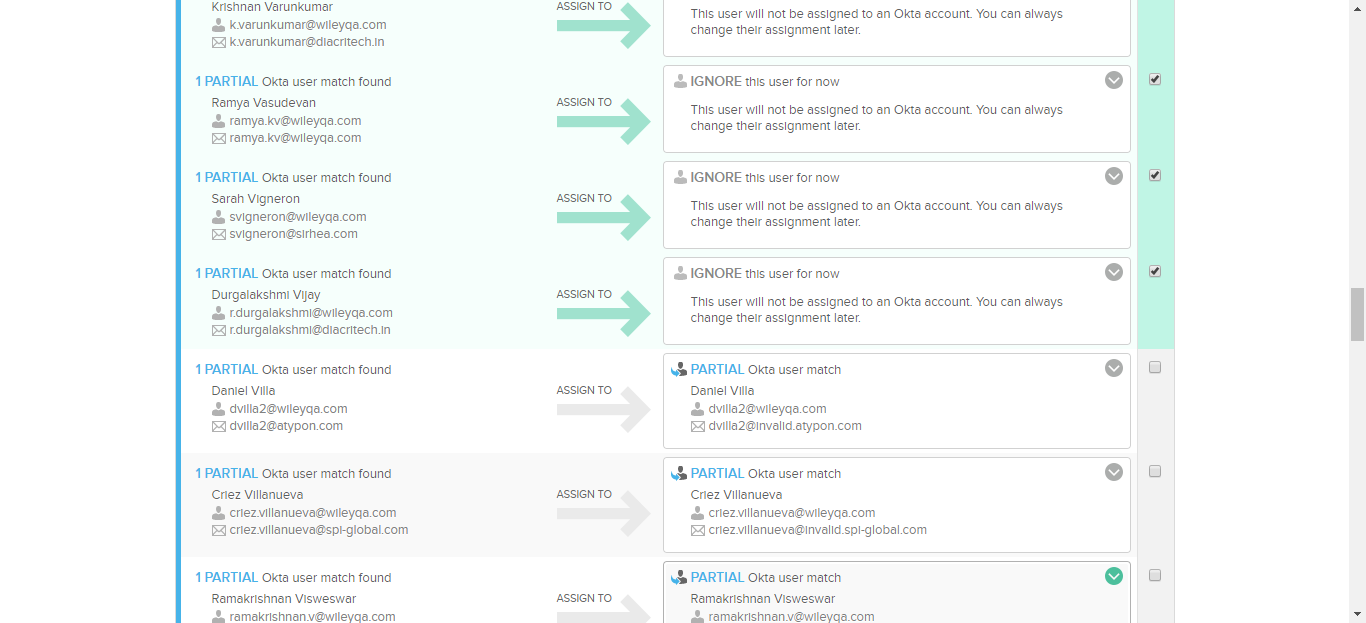 Krishnan Varunkumar
k.varunkumar@wileyqa.com
k.varunkumar@diacritech.in
ASSIGN TO
This user will not be assigned to an Okta account. You can always
change their assignment later.
1 PARTIAL Okta user match found
Ramya Vasudevan
ramya.kv@wileyqa.com
ramya.kv@wileyqa.com
ASSIGN TO
IGNORE this user for now
This user will not be assigned to an Okta account. You can always
change their assignment later.
1 PARTIAL Okta user match found
Sarah Vigneron
svigneron@wileyqa.com
svigneron@sirhea.com
ASSIGN TO
IGNORE this user for now
This user will not be assigned to an Okta account. You can always
change their assignment later.
1 PARTIAL Okta user match found
Durgalakshmi Vijay
r.durgalakshmi@wileyqa.com
r.durgalakshmi@diacritech.in
ASSIGN TO
IGNORE this user for now
This user will not be assigned to an Okta account. You can always
change their assignment later.
1 PARTIAL Okta user match found
Daniel Villa
dvilla2@wileyqa.com
dvilla2@atypon.com
ASSIGN TO
PARTIAL Okta user match
Daniel Villa
dvilla2@wileyqa.com
dvilla2@invalid.atypon.com
1 PARTIAL Okta user match found
Criez Villanueva
criez.villanueva@wileyqa.com
criez.villanueva@spi-global.com
ASSIGN TO
PARTIAL Okta user match
Criez Villanueva
criez.villanueva@wileyqa.com
criez.villanueva@invalid.spi-global.com
1 PARTIAL Okta user match found
Ramakrishnan Visweswar
ramakrishnan.v@wileyqa.com
ASSIGN TO
PARTIAL Okta user match
Ramakrishnan Visweswar
ramakrishnan.v@wileyqa.com